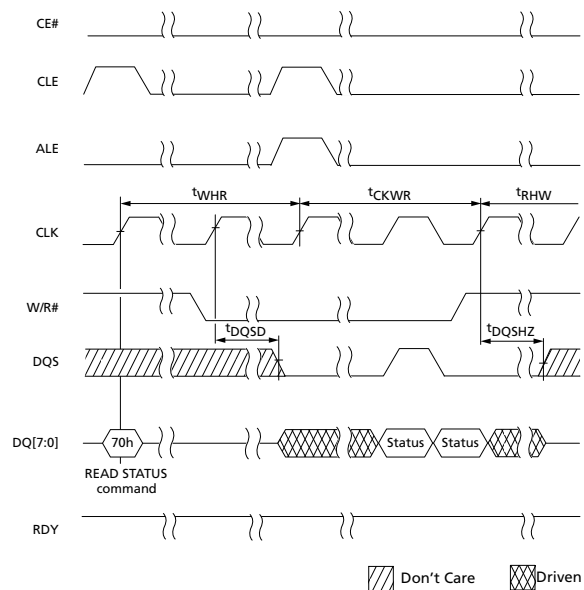 CE#
CLE
ALE
tWHR
tCKWR
tRHW
CLK
W/R#
tDQSD
tDQSHZ
DQS
DQ[7:0]
70h
Status
Status
READ STATUS
command
RDY
Don't Care
Driven